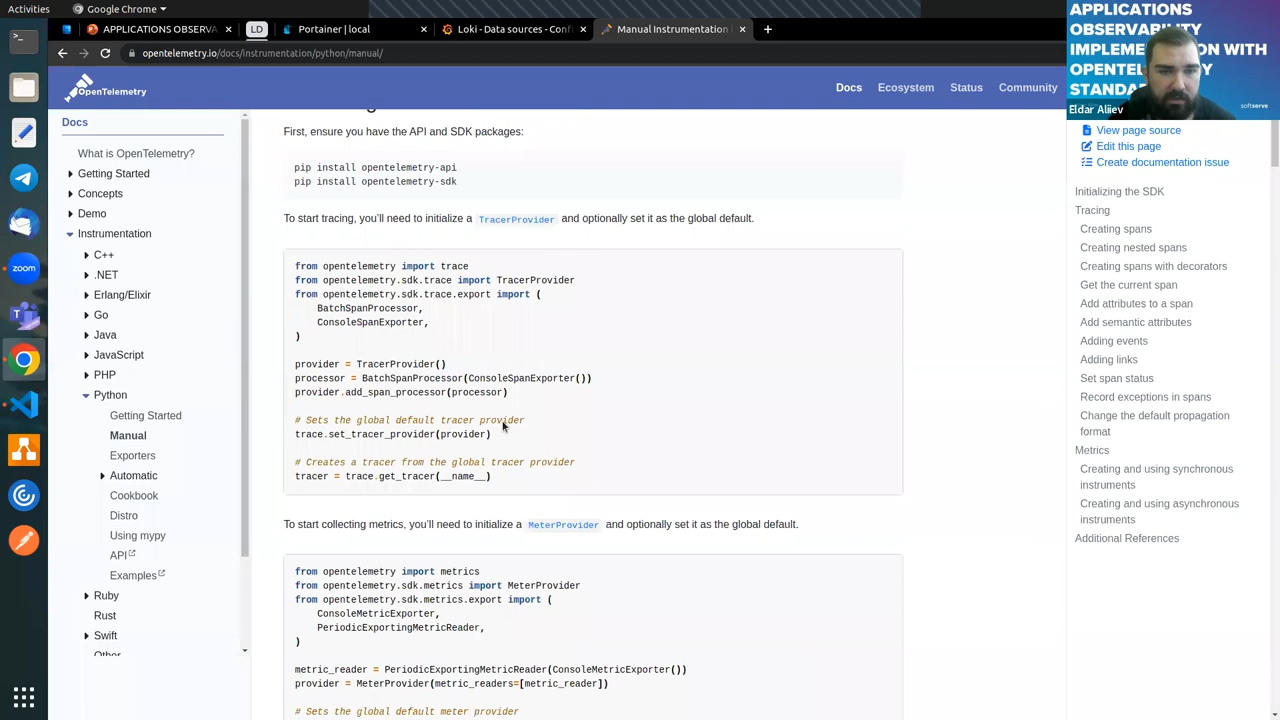 Activities
Google Chrome
APPLICATIONS OBSERVA
LD
Portainer | local
Loki - Data sources - Conf
Manual Instrumentation
opentelemetry.io/docs/instrumentation/python/manual/
OpenTelemetry
Docs
Ecosystem
Status
Community
Docs
What is OpenTelemetry?
Getting Started
Concepts
Demo
Instrumentation
C++
.NET
Erlang/Elixir
Go
Java
JavaScript
PHP
Python
Getting Started
Manual
Exporters
Automatic
Cookbook
Distro
Using mypy
API
Examples
Ruby
Rust
Swift
Other
First, ensure you have the API and SDK packages:
pip install opentelemetry-api
pip install opentelemetry-sdk
To start tracing, you'll need to initialize a TracerProvider and optionally set it as the global default.
from opentelemetry import trace
from opentelemetry.sdk.trace import TracerProvider
from opentelemetry.sdk.trace.export import (
BatchSpanProcessor,
ConsoleSpanExporter,
)
provider = TracerProvider()
processor = BatchSpanProcessor(ConsoleSpanExporter())
provider.add_span_processor(processor)
# Sets the global default tracer provider
trace.set_tracer_provider(provider)
# Creates a tracer from the global tracer provider
tracer = trace.get_tracer(__name__)
To start collecting metrics, you'll need to initialize a MeterProvider and optionally set it as the global default.
from opentelemetry import metrics
from opentelemetry.sdk.metrics import MeterProvider
from opentelemetry.sdk.metrics.export import (
ConsoleMetricExporter,
PeriodicExportingMetricReader,
)
metric_reader = PeriodicExportingMetricReader(ConsoleMetricExporter())
provider = MeterProvider(metric_readers=[metric_reader])
# Sets the global default meter provider
APPLICATIONS
OBSERVABILITY
WITH
STANDA
softserve
Eldar Aliiev
View page source
Edit this page
Create documentation issue
Initializing the SDK
Tracing
Creating spans
Creating nested spans
Creating spans with decorators
Get the current span
Add attributes to a span
Add semantic attributes
Adding events
Adding links
Set span status
Record exceptions in spans
Change the default propagation
format
Metrics
Creating and using synchronous
instruments
Creating and using asynchronous
instruments
Additional References
zoom